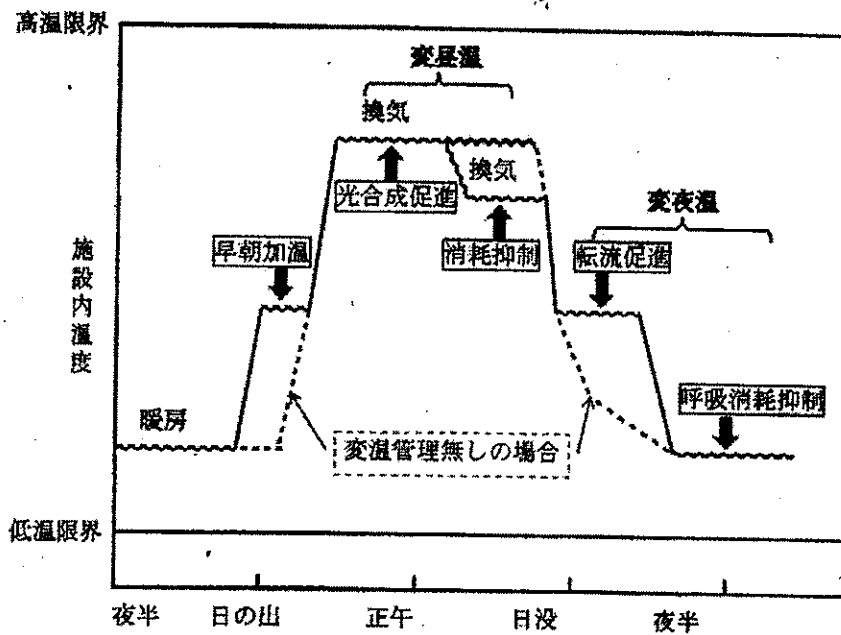 高温限界
変昼温
換気
換気
光合成促進
変夜温
早朝加温
消耗抑制
転流促進
施設内温度
呼吸消耗抑制
暖房
変温管理無しの場合
低温限界
夜半
日の出
正午
日没
夜半